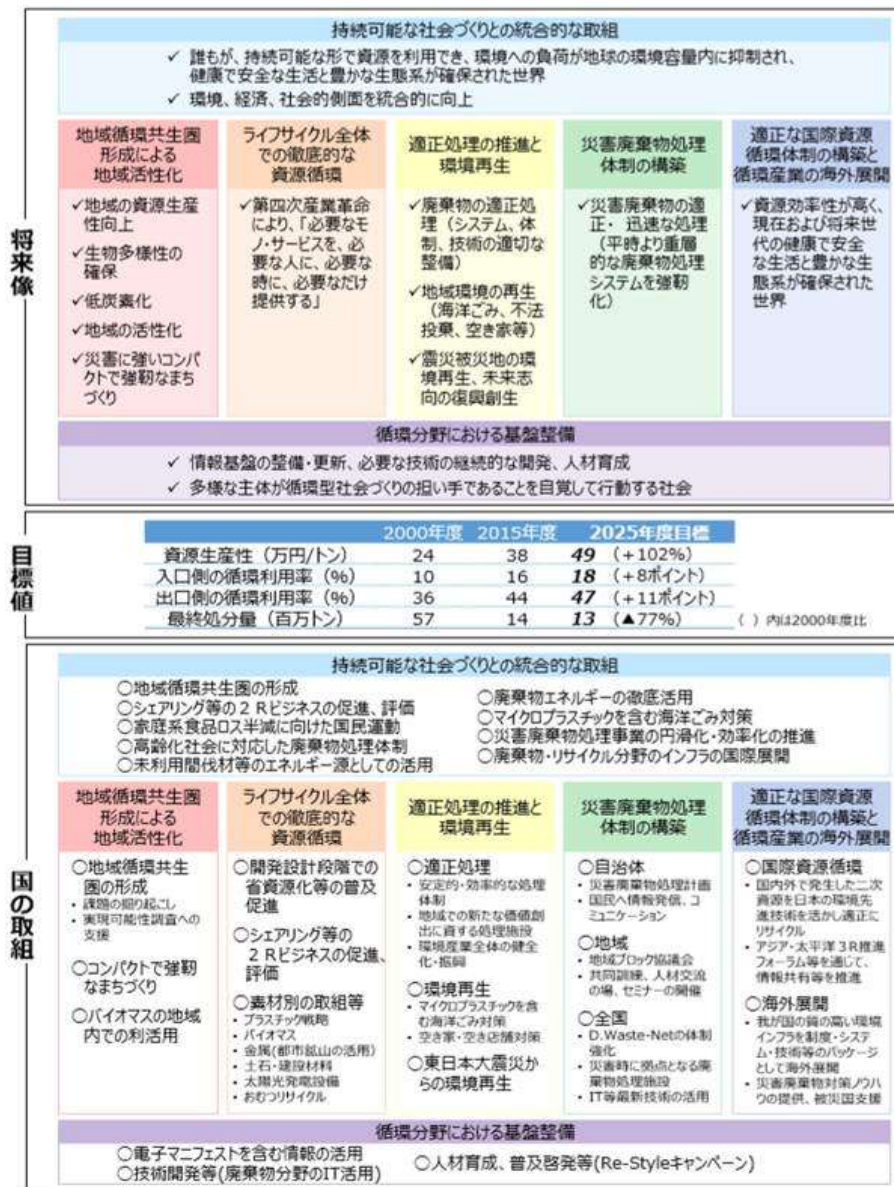 将来像
持続可能な社会づくりとの統合的な取組
✓ 誰もが、持続可能な形で資源を利用でき、環境への負荷が地球の環境容量内に抑制され、
健康で安全な生活と豊かな生態系が確保された世界
✓ 環境、経済、社会的側面を統合的に向上
地域循環共生圏
形成による
地域活性化
✓地域の資源生産
性向上
✓生物多様性の
確保
✓低炭素化
✓地域の活性化
✓災害に強いコンパ
クトで強靭なまち
づくり
ライフサイクル全体
での徹底的な
資源循環
✓第四次産業革命
により、「必要なモ
ノ・サービスを、必
要な人に、必要な
時に、必要なだけ
提供する」
適正処理の推進と
環境再生
✓廃棄物の適正処
理(システム、体
制、技術の適切な
整備)
✓地域環境の再生
(海洋ごみ、不法
投棄、空き家等)
✓震災被災地の環
境再生、未来志
向の復興創生
災害廃棄物処理
体制の構築
✓災害廃棄物の適
正・ 迅速な処理
(平時より重層
的な廃棄物処理
システムを強靭
化)
適正な国際資源
循環体制の構築と
循環産業の海外展開
✓資源効率性が高く、
現在および将来世
代の健康で安全
な生活と豊かな生
態系が確保された
世界
循環分野における基盤整備
✓ 情報基盤の整備・更新、必要な技術の継続的な開発、人材育成
✓ 多様な主体が循環型社会づくりの担い手であることを自覚して行動する社会
目標値
2000年度 2015年度 2025年度目標
資源生産性(万円/トン) 24 38 49 (+102%)
入口側の循環利用率(%) 10 16 18 (+8ポイント)
出口側の循環利用率(%) 36 44 47 (+11ポイント)
最終処分量(百万トン) 57 14 13 (▲77%)
( )内は2000年度比
国の取組
持続可能な社会づくりとの統合的な取組
○地域循環共生圏の形成
○シェアリング等の2Rビジネスの促進、評価
○家庭系食品ロス半減に向けた国民運動
○高齢化社会に対応した廃棄物処理体制
○未利用間伐材等のエネルギー源としての活用
○廃棄物エネルギーの徹底活用
○マイクロプラスチックを含む海洋ごみ対策
○災害廃棄物処理事業の円滑化・効率化の推進
○廃棄物・リサイクル分野のインフラの国際展開
地域循環共生圏
形成による
地域活性化
○地域循環共生
圏の形成
・課題の掘り起こし
・実現可能性調査への
支援
○コンパクトで強靭
なまちづくり
○バイオマスの地域
内での利活用
ライフサイクル全体
での徹底的な
資源循環
○開発設計段階での
省資源化等の普及
促進
○シェアリング等の
2Rビジネスの促進、
評価
○素材別の取組等
・プラスチック戦略
・バイオマス
・金属(都市鉱山の活用)
・土石・建設材料
・太陽光発電設備
・おむつリサイクル
適正処理の推進と
環境再生
○適正処理
・安定的・効率的な処理
体制
・地域での新たな価値創
出に資する処理施設
・環境産業全体の健全
化・振興
○環境再生
・マイクロプラスチックを含
む海洋ごみ対策
・空き家・空き店舗対策
○東日本大震災か
らの環境再生
災害廃棄物処理
体制の構築
○自治体
・災害廃棄物処理計画
・国民へ情報発信、コ
ミュニケーション
○地域
・地域ブロック協議会
・共同訓練、人材交流
の場、セミナーの開催
○全国
・D.Waste-Netの体制
強化
・災害時に拠点となる廃
棄物処理施設
・IT等最新技術の活用
適正な国際資源
循環体制の構築と
循環産業の海外展開
○国際資源循環
・国内外で発生した二次
資源を日本の環境先
進技術を活かし適正に
リサイクル
・アジア・太平洋3R推進
フォーラム等を通じて、
情報共有等を推進
○海外展開
・我が国の質の高い環境
インフラを制度・システ
ム・技術等のパッケージ
として海外展開
・災害廃棄物対策ノウハ
ウの提供、被災国支援
循環分野における基盤整備
○電子マニフェストを含む情報の活用
○技術開発等(廃棄物分野のIT活用)
○人材育成、普及啓発等(Re-Styleキャンペーン)